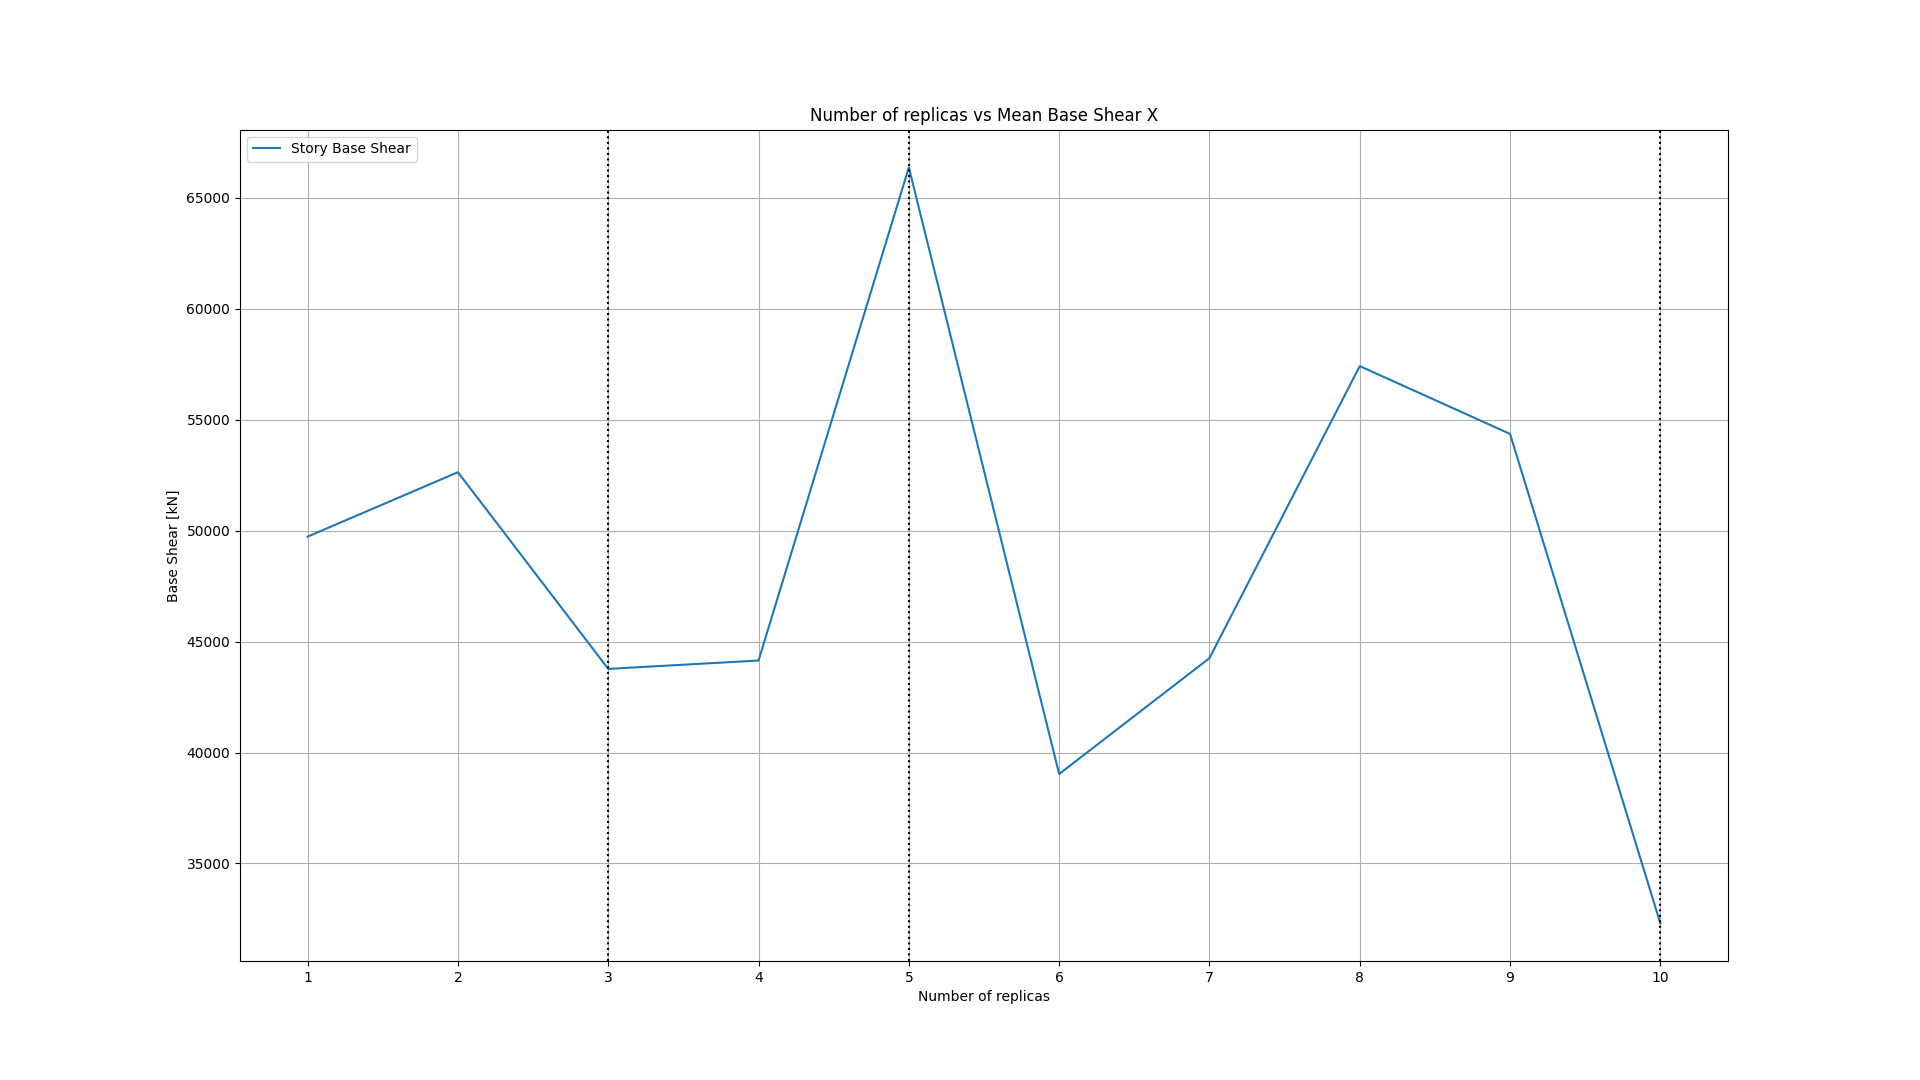 Number of replicas vs Mean Base Shear X
Story Base Shear
65000
60000
55000
50000
45000
40000
35000
Base Shear [kN]
1 2 3 4 5 6 7 8 9 10
Number of replicas